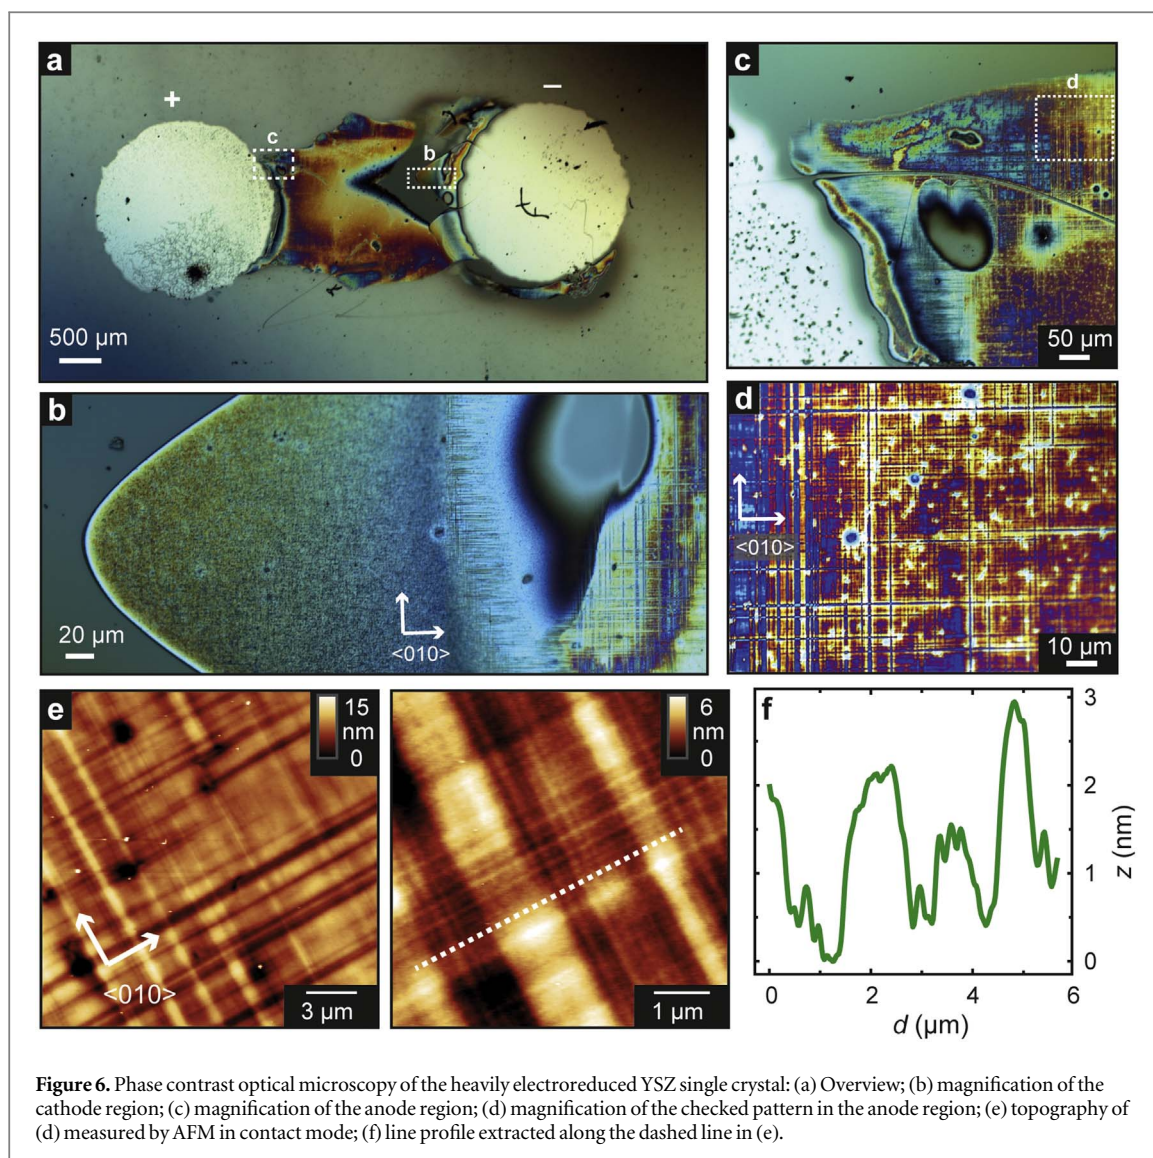 a
+
−
c
b
500 µm
c
d
50 µm
b
20 µm
<010>
d
<010>
10 µm
e
15
nm
0
<010>
3 µm
6
nm
0
1 µm
f
3
2
1
0
z (nm)
0
2
4
6
d (µm)
Figure 6. Phase contrast optical microscopy of the heavily electroreduced YSZ single crystal: (a) Overview; (b) magnification of the
cathode region; (c) magnification of the anode region; (d) magnification of the checked pattern in the anode region; (e) topography of
(d) measured by AFM in contact mode; (f) line profile extracted along the dashed line in (e).